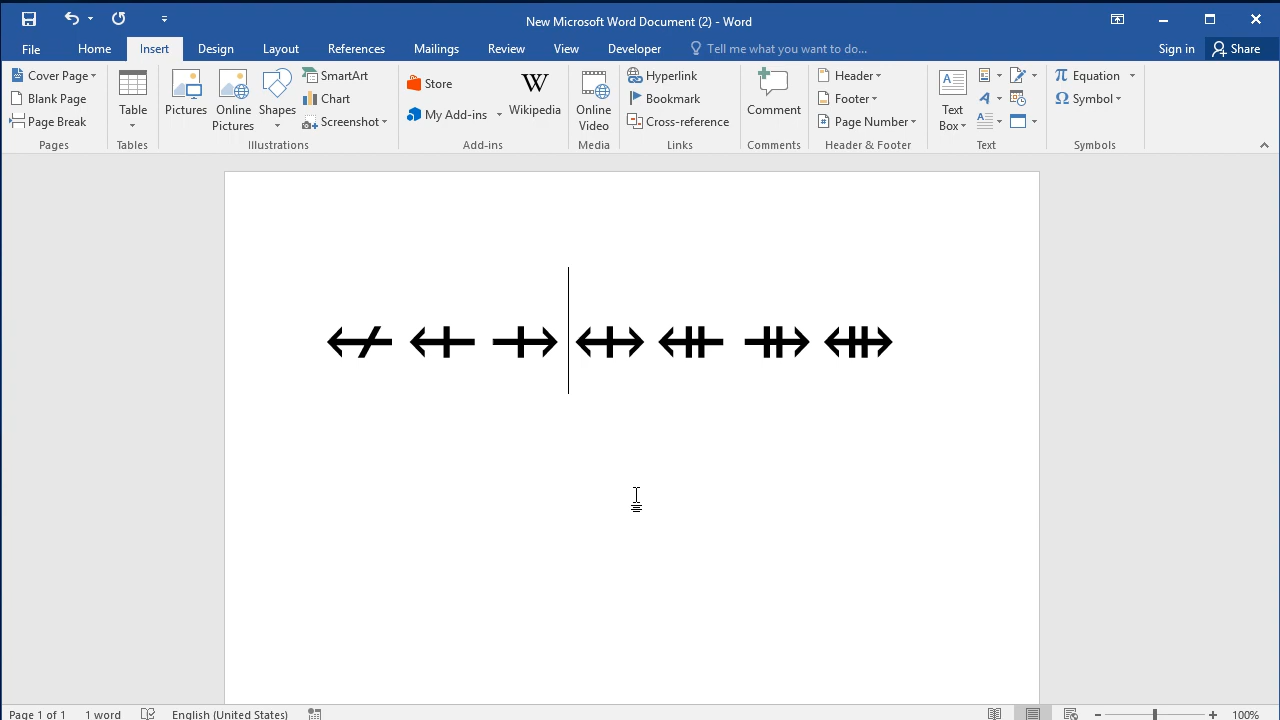 New Microsoft Word Document (2) - Word
File Home Insert Design Layout References Mailings Review View Developer Tell me what you want to do... Sign in Share
Cover Page
Blank Page
Page Break
Pages
Table
Tables
Pictures
Online
Pictures
Shapes
SmartArt
Chart
Screenshot
Illustrations
Store
My Add-ins
W
Wikipedia
Add-ins
Online
Video
Media
Hyperlink
Bookmark
Cross-reference
Links
Comment
Comments
Header
Footer
Page Number
Header & Footer
Text
Box
Text
π Equation
Ω Symbol
Symbols
⇷̸ ⇷ ⇸ ⇹ ⇺ ⇻ ⇼
Page 1 of 1 1 word English (United States) 100%